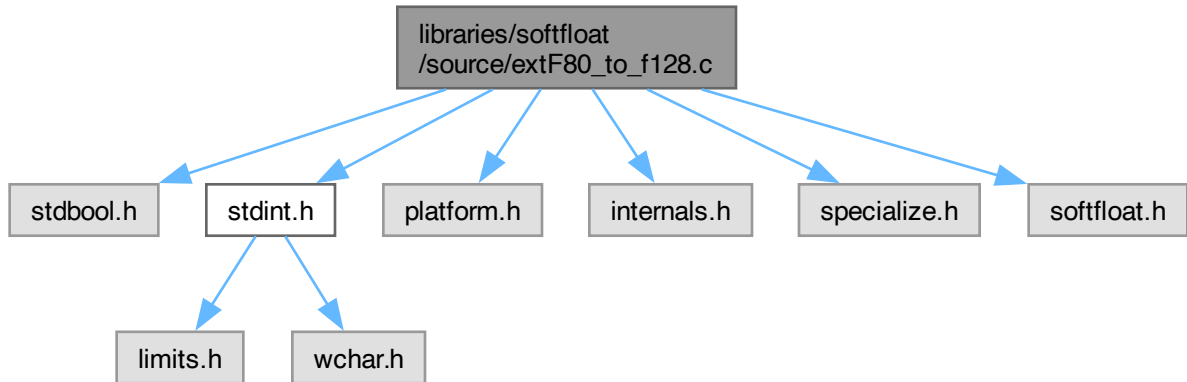 libraries/softfloat
/source/extF80_to_f128.c
stdbool.h
stdint.h
platform.h
internals.h
specialize.h
softfloat.h
limits.h
wchar.h